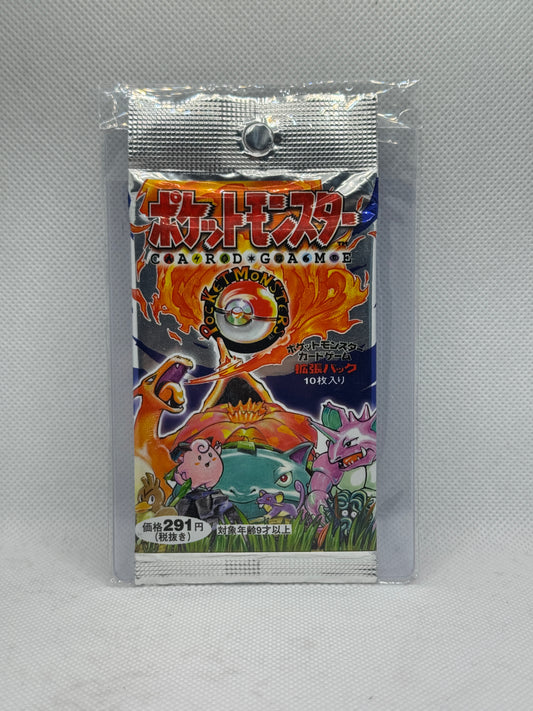 ポケットモンスター
TM
CARD GAME
POCKET MONSTERS
ポケットモンスター
カードゲーム
拡張パック
10枚入り
価格291円
(税抜き)
対象年齢9才以上